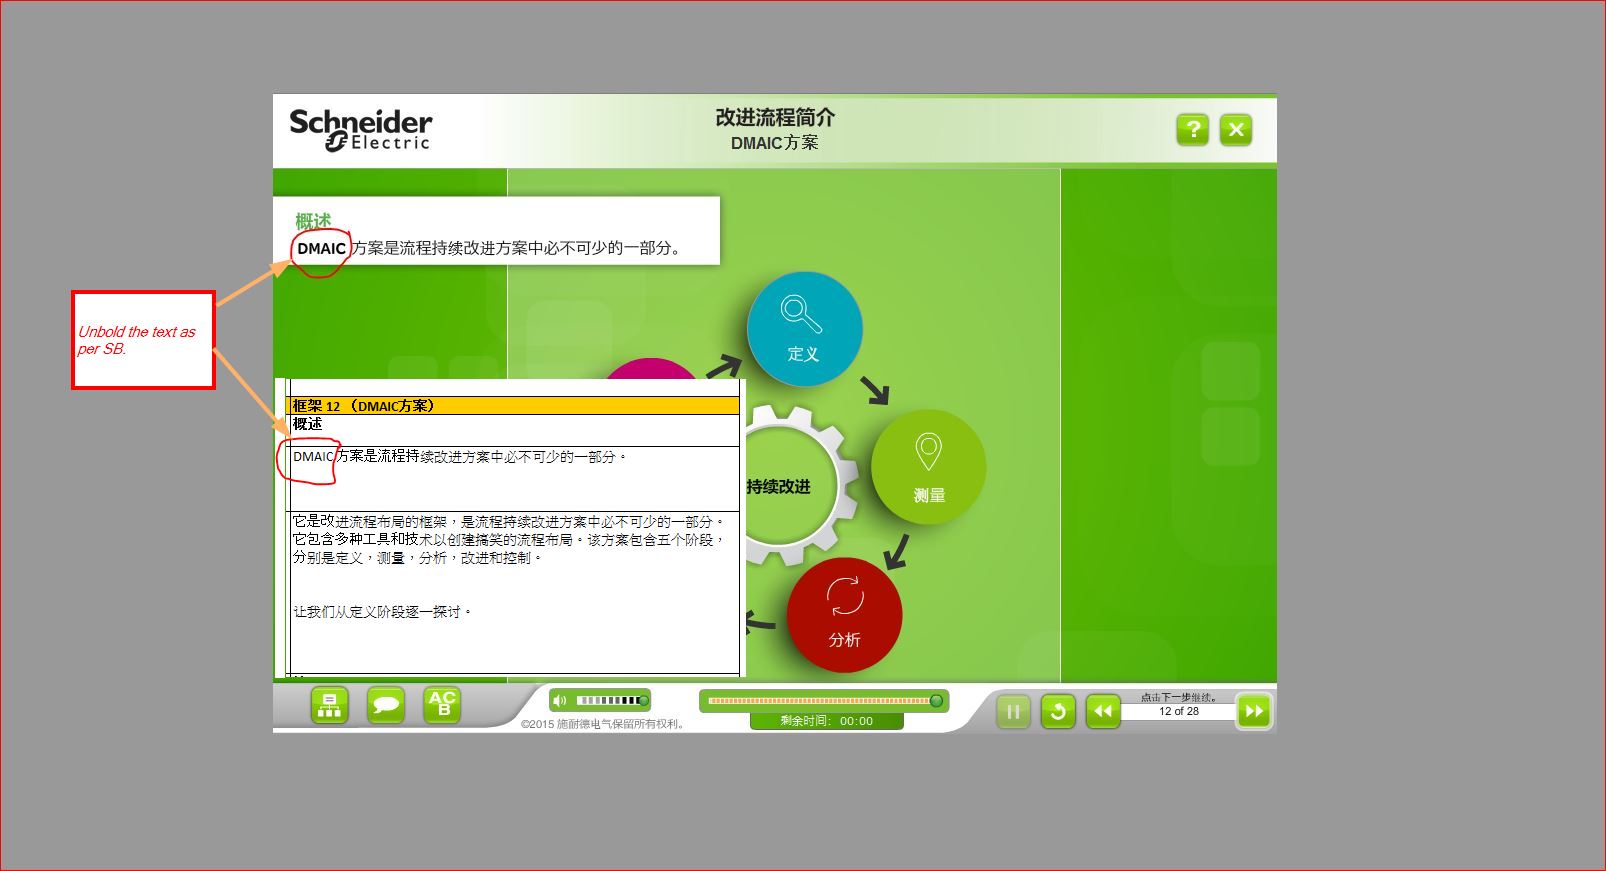 Schneider
Electric
改进流程简介
DMAIC方案
?
概述
DMAIC 方案是流程持续改进方案中必不可少的一部分。
Unbold the text as
per SB.
定义
测量
分析
持续改进
框架 12 （DMAIC方案）
概述
DMAIC方案是流程持续改进方案中必不可少的一部分。
它是改进流程布局的框架，是流程持续改进方案中必不可少的一部分。
它包含多种工具和技术以创建搞笑的流程布局。该方案包含五个阶段，
分别是定义，测量，分析，改进和控制。
让我们从定义阶段逐一探讨。
AC
B
©2015 施耐德电气保留所有权利。
剩余时间： 00:00
点击下一步继续。
12 of 28